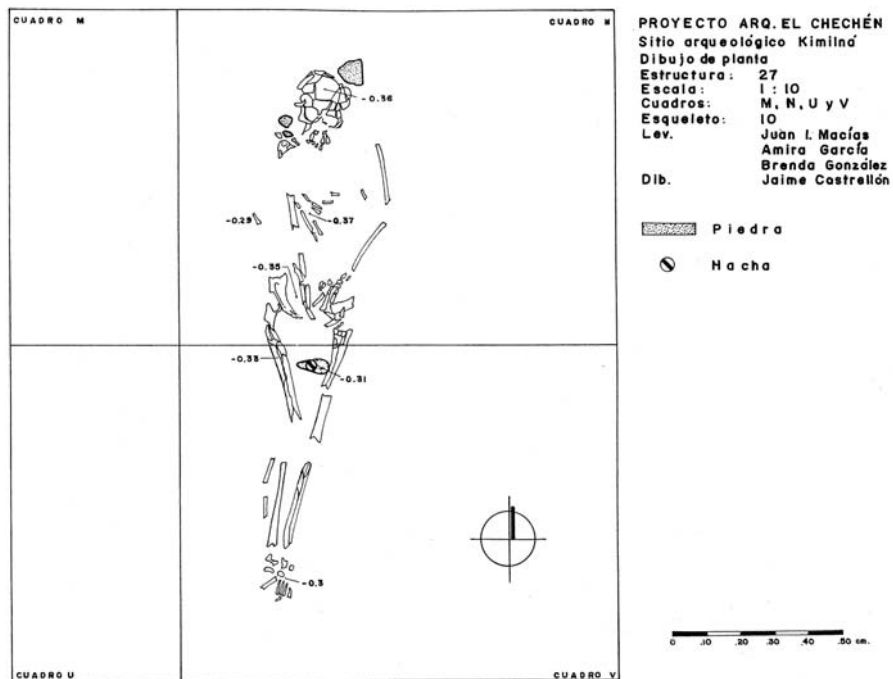 CUADRO M
CUADRO N
-0.36
-0.29
-0.37
-0.35
-0.33
-0.31
-0.3
CUADRO U
CUADRO V
PROYECTO ARQ. EL CHECHÉN
Sitio arqueológico Kimilná
Dibujo de planta
Estructura: 27
Escala: 1:10
Cuadros: M, N, U y V
Esqueleto: 10
Lev. Juan I. Macías
Amira García
Brenda González
Dib. Jaime Castrellón
Piedra
Hacha
0 .10 .20 .30 .40 .50 cm.